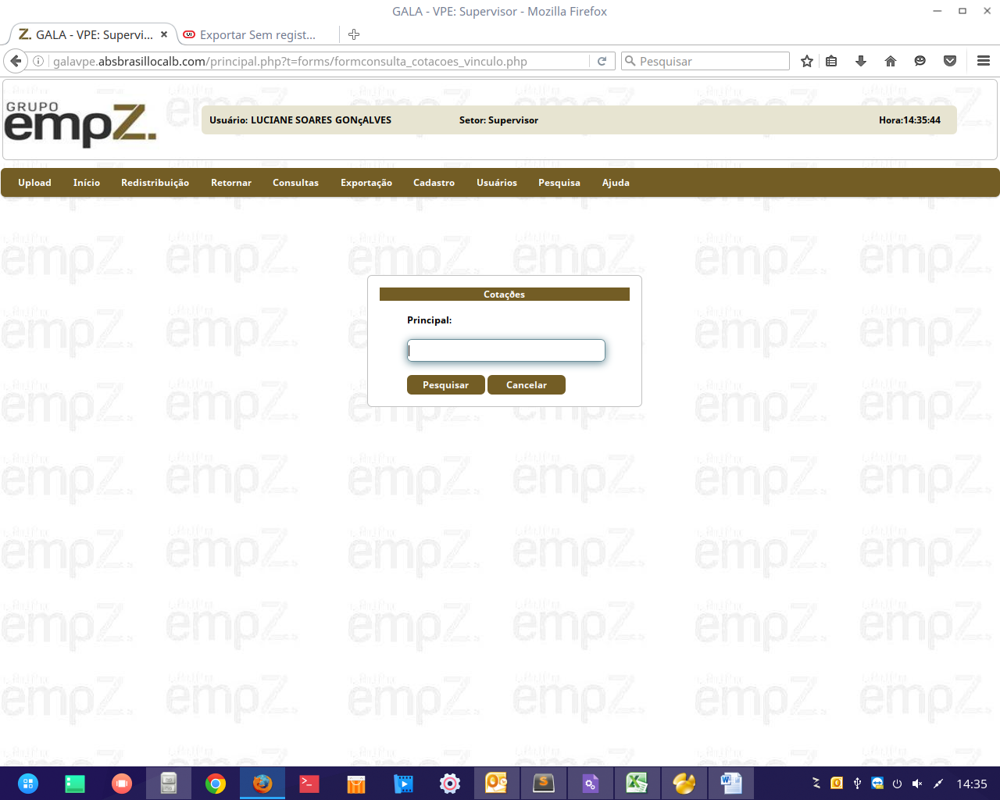 GALA - VPE: Supervisor - Mozilla Firefox
Z. GALA - VPE: Supervi...
Exportar Sem regist...
galavpe.absbrasillocalb.com/principal.php?t=forms/formconsulta_cotacoes_vinculo.php
Pesquisar
GRUPO
empZ.
Usuário: LUCIANE SOARES GONçALVES
Setor: Supervisor
Hora:14:35:44
Upload Início Redistribuição Retornar Consultas Exportação Cadastro Usuários Pesquisa Ajuda
Cotações
Principal:
Pesquisar Cancelar
14:35